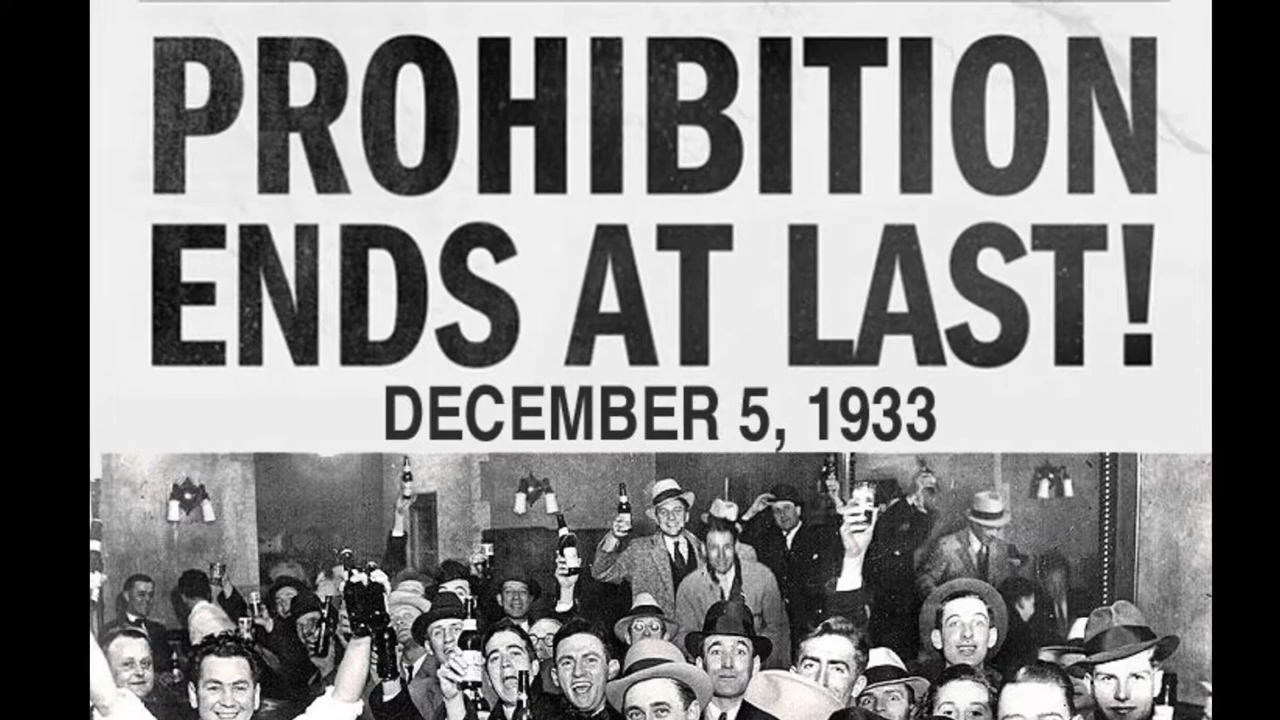 PROHIBITION
ENDS AT LAST!
DECEMBER 5, 1933